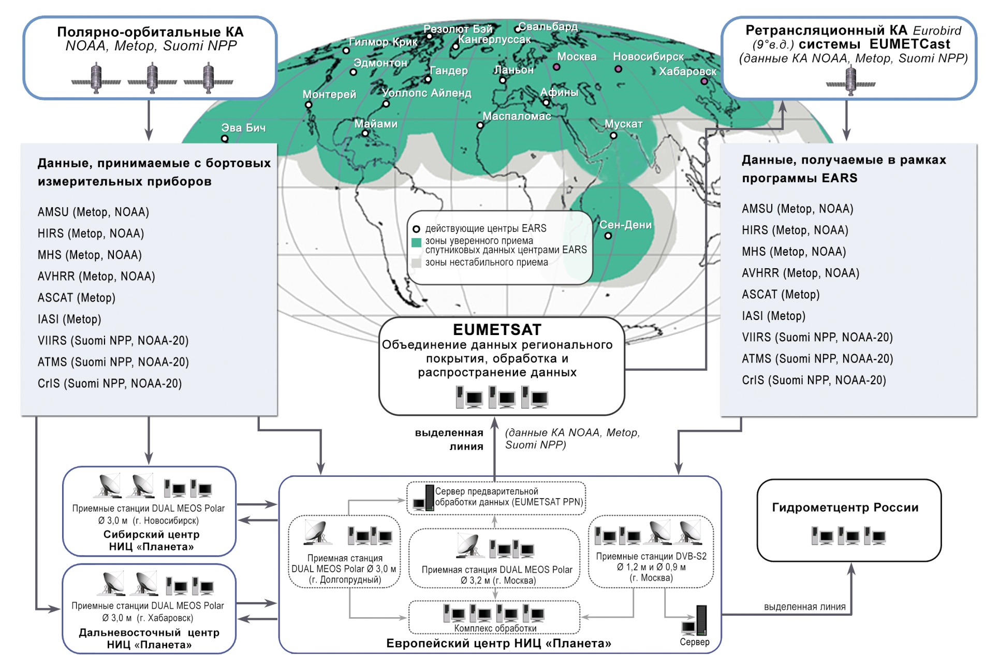 Полярно-орбитальные КА
NOAA, Metop, Suomi NPP
Ретрансляционный КА Eurobird
(9°в.д.) системы EUMETCast
(данные КА NOAA, Metop, Suomi NPP)
Резолют Бэй
Свальбард
Гилмор Крик
Кангерлуссак
Эдмонтон
Гандер
Ланьон
Москва
Новосибирск
Хабаровск
Монтерей
Уоллопс Айленд
Афины
Маспаломас
Эва Бич
Майами
Мускат
Сен-Дени
действующие центры EARS
зоны уверенного приема
спутниковых данных центрами EARS
зоны нестабильного приема
Данные, принимаемые с бортовых
измерительных приборов
AMSU (Metop, NOAA)
HIRS (Metop, NOAA)
MHS (Metop, NOAA)
AVHRR (Metop, NOAA)
ASCAT (Metop)
IASI (Metop)
VIIRS (Suomi NPP, NOAA-20)
ATMS (Suomi NPP, NOAA-20)
CrIS (Suomi NPP, NOAA-20)
Данные, получаемые в рамках
программы EARS
AMSU (Metop, NOAA)
HIRS (Metop, NOAA)
MHS (Metop, NOAA)
AVHRR (Metop, NOAA)
ASCAT (Metop)
IASI (Metop)
VIIRS (Suomi NPP, NOAA-20)
ATMS (Suomi NPP, NOAA-20)
CrIS (Suomi NPP, NOAA-20)
EUMETSAT
Объединение данных регионального
покрытия, обработка и
распространение данных
выделенная
линия
(данные КА NOAA, Metop,
Suomi NPP)
Приемные станции DUAL MEOS Polar
Ø 3,0 м (г. Новосибирск)
Сибирский центр
НИЦ «Планета»
Приемные станции DUAL MEOS Polar
Ø 3,0 м (г. Хабаровск)
Дальневосточный центр
НИЦ «Планета»
Сервер предварительной
обработки данных (EUMETSAT PPN)
Приемная станция
DUAL MEOS Polar Ø 3,0 м
(г. Долгопрудный)
Приемная станция DUAL MEOS Polar
Ø 3,2 м (г. Москва)
Приемные станции DVB-S2
Ø 1,2 м и Ø 0,9 м
(г. Москва)
Комплекс обработки
Сервер
Европейский центр НИЦ «Планета»
Гидрометцентр России
выделенная линия